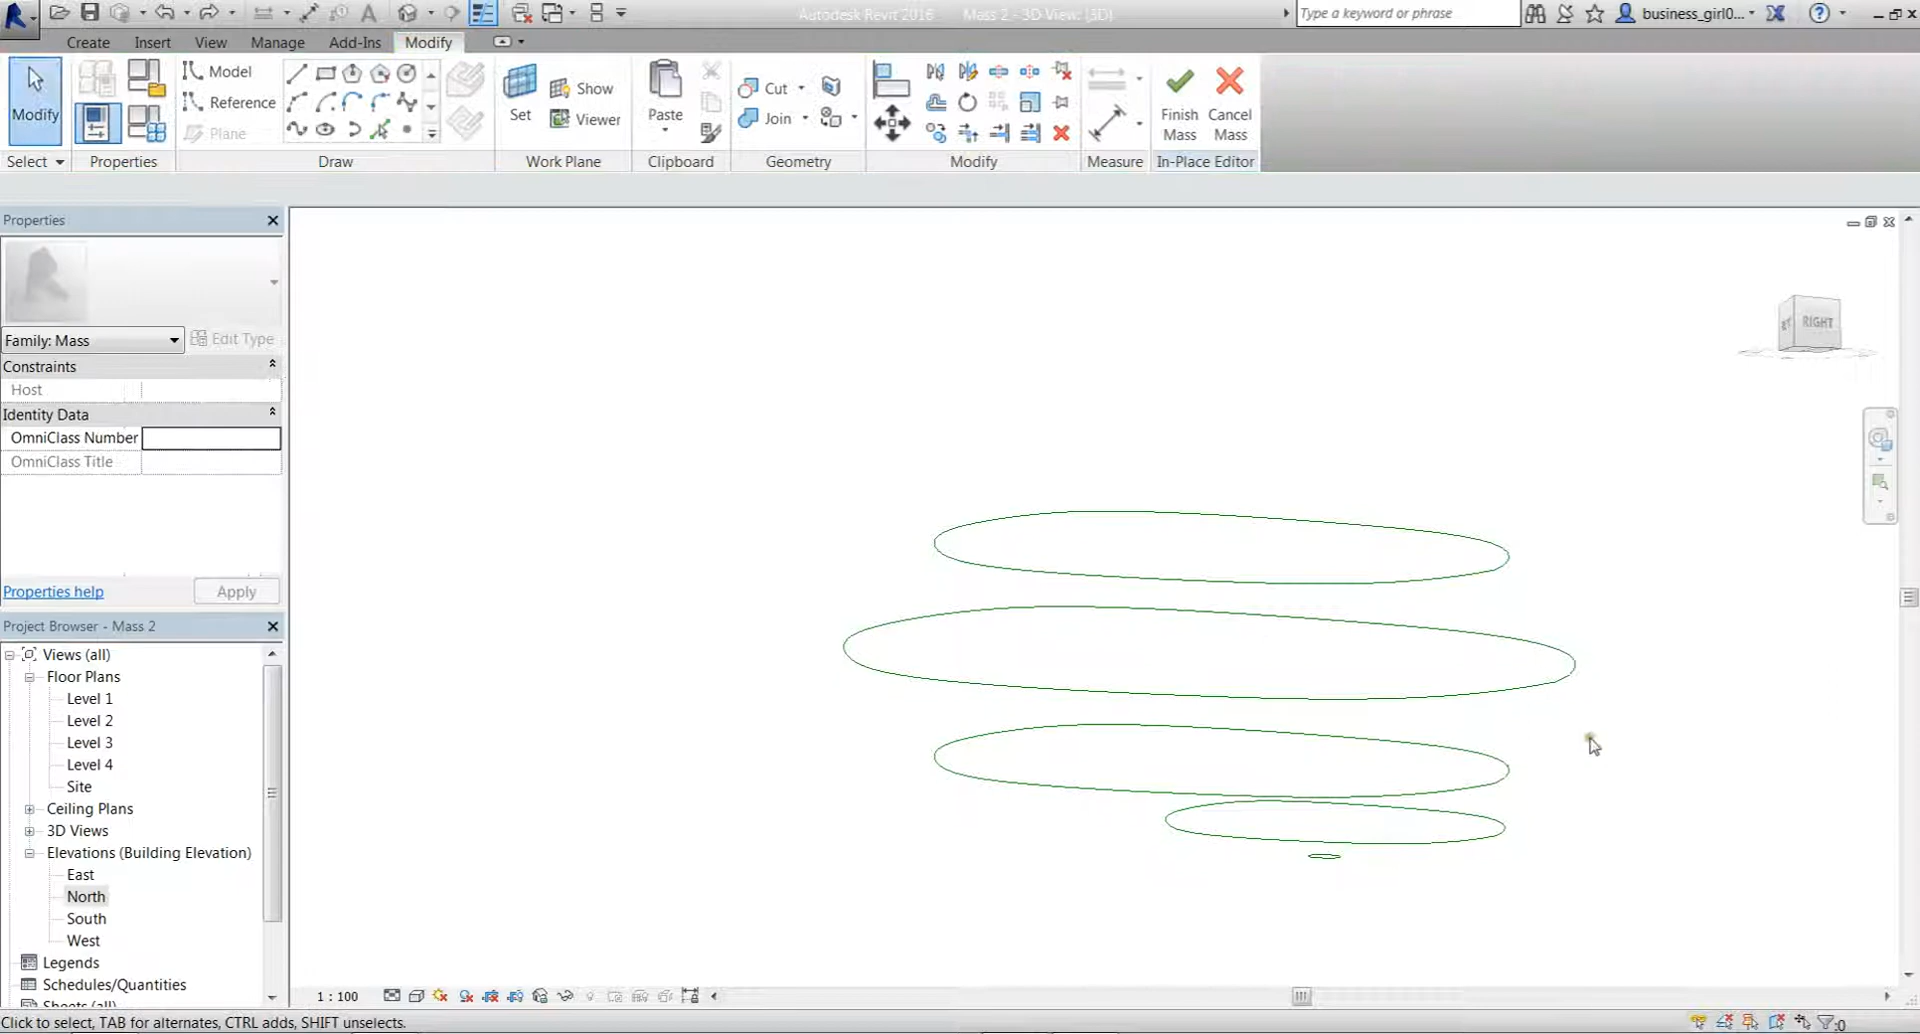 Autodesk Revit 2016    Mass 2 - 3D View: {3D}
Type a keyword or phrase
business_girl0...
Create Insert View Manage Add-Ins Modify
Modify
Model
Reference
Plane
Set
Show
Viewer
Paste
Cut
Join
Finish Mass
Cancel Mass
Select Properties Draw Work Plane Clipboard Geometry Modify Measure In-Place Editor
Properties
Family: Mass
Edit Type
Constraints
Host
Identity Data
OmniClass Number
OmniClass Title
Properties help
Apply
Project Browser - Mass 2
Views (all)
Floor Plans
Level 1
Level 2
Level 3
Level 4
Site
Ceiling Plans
3D Views
Elevations (Building Elevation)
East
North
South
West
Legends
Schedules/Quantities
Sheets (all)
RIGHT
1 : 100
Click to select, TAB for alternates, CTRL adds, SHIFT unselects.
:0